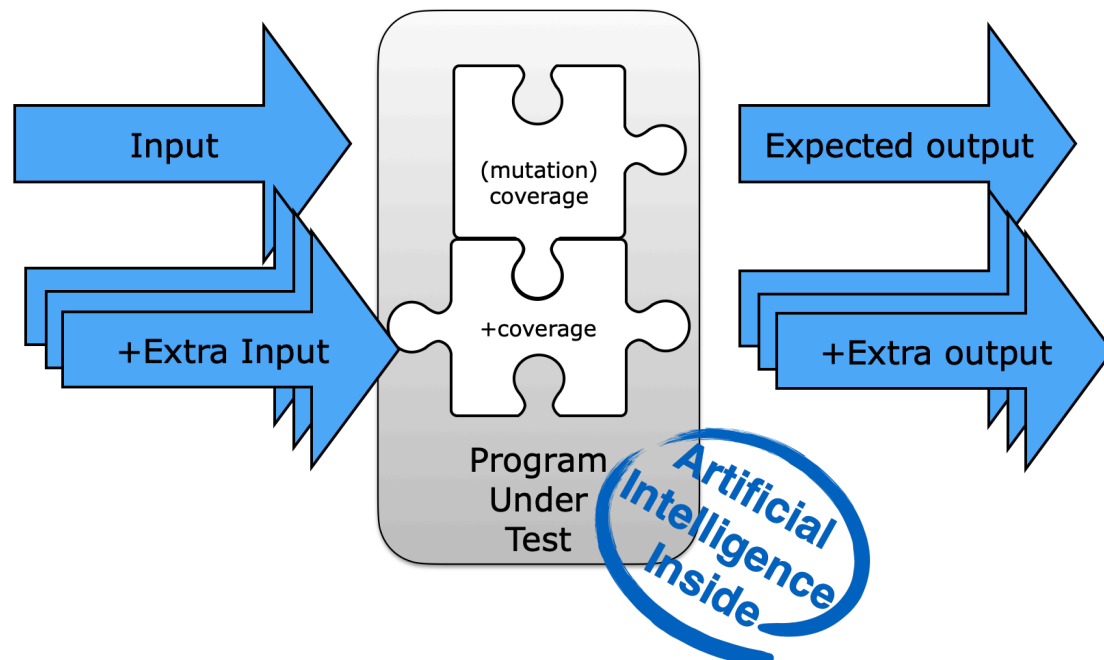 Input
(mutation)
coverage
Expected output
+Extra Input
+coverage
+Extra output
Program
Under
Test
Artificial
Intelligence
Inside